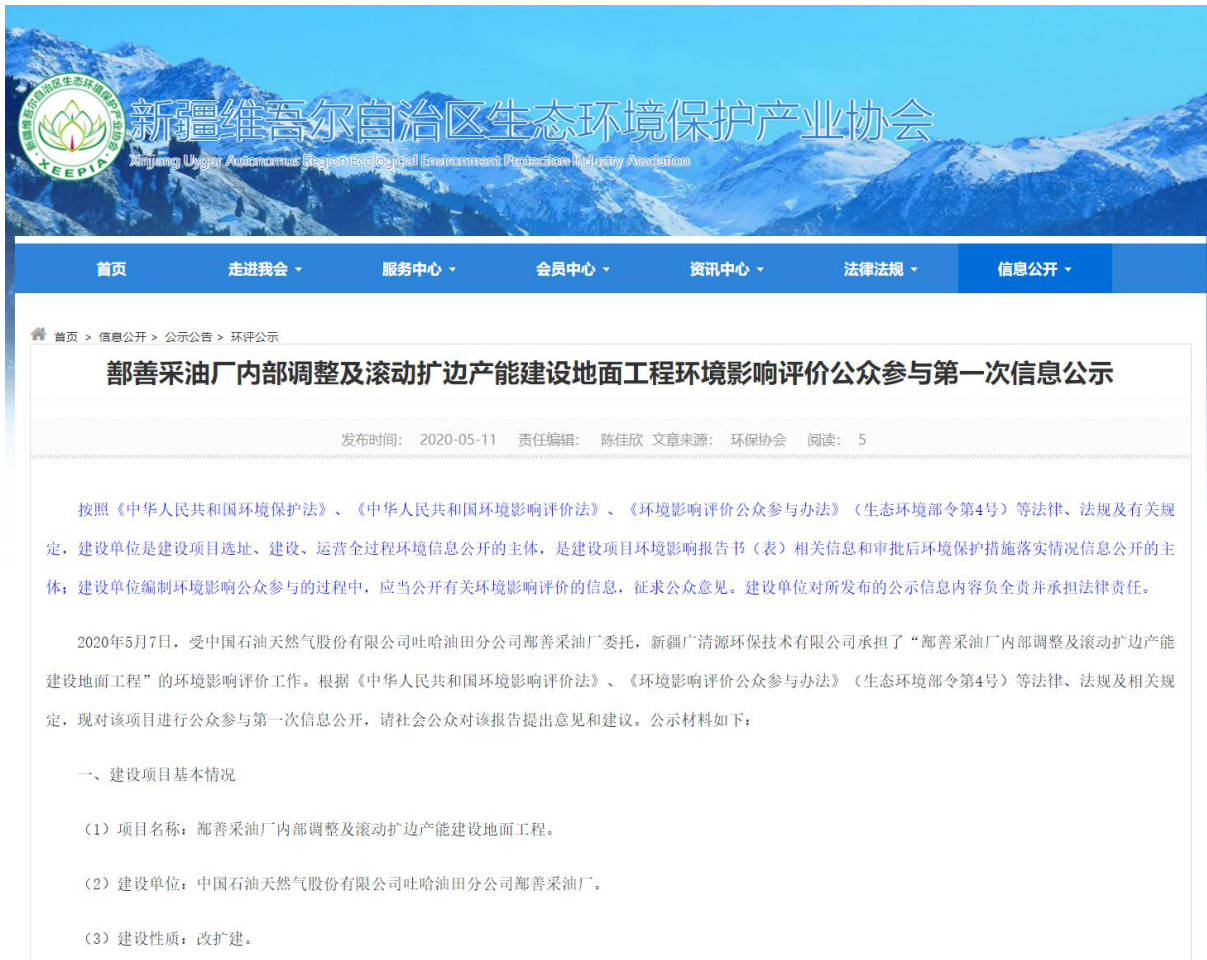 新疆维吾尔自治区生态环境保护产业协会
XEEPIA
Xinjiang Uygur Autonomus Region Ecologicial Environment Protection Industry Assciation
首页 走进我会 服务中心 会员中心 资讯中心 法律法规 信息公开
首页 > 信息公开 > 公示公告 > 环评公示
鄯善采油厂内部调整及滚动扩边产能建设地面工程环境影响评价公众参与第一次信息公示
发布时间： 2020-05-11 责任编辑： 陈佳欣 文章来源： 环保协会 阅读： 5
按照《中华人民共和国环境保护法》、《中华人民共和国环境影响评价法》、《环境影响评价公众参与办法》（生态环境部令第4号）等法律、法规及有关规
定，建设单位是建设项目选址、建设、运营全过程环境信息公开的主体，是建设项目环境影响报告书（表）相关信息和审批后环境保护措施落实情况信息公开的主
体；建设单位编制环境影响公众参与的过程中，应当公开有关环境影响评价的信息，征求公众意见。建设单位对所发布的公示信息内容负全责并承担法律责任。
2020年5月7日，受中国石油天然气股份有限公司吐哈油田分公司鄯善采油厂委托，新疆广清源环保技术有限公司承担了“鄯善采油厂内部调整及滚动扩边产能
建设地面工程”的环境影响评价工作。根据《中华人民共和国环境影响评价法》、《环境影响评价公众参与办法》（生态环境部令第4号）等法律、法规及相关规
定，现对该项目进行公众参与第一次信息公开，请社会公众对该报告提出意见和建议。公示材料如下：
一、建设项目基本情况
（1）项目名称：鄯善采油厂内部调整及滚动扩边产能建设地面工程。
（2）建设单位：中国石油天然气股份有限公司吐哈油田分公司鄯善采油厂。
（3）建设性质：改扩建。